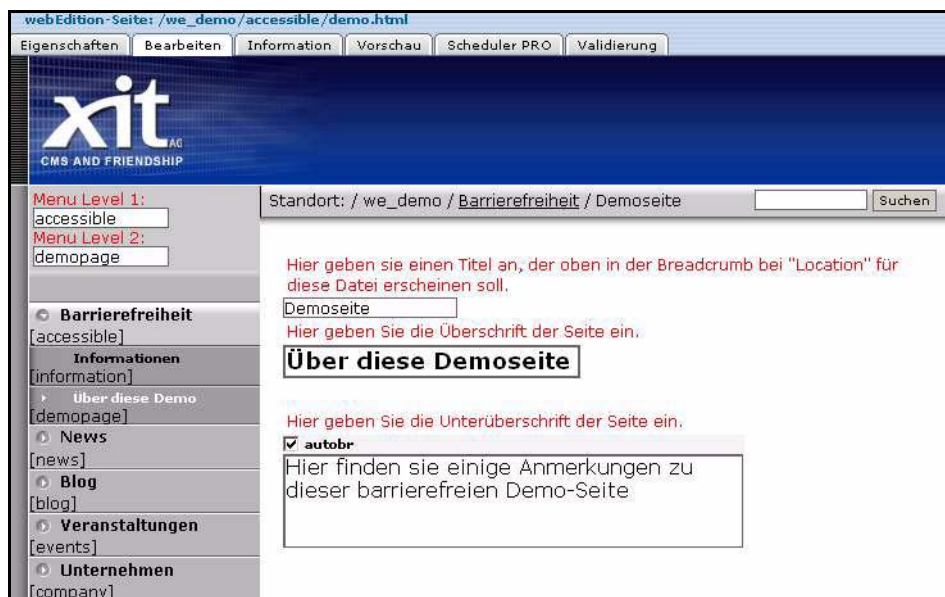 webEdition-Seite: /we_demo/accessible/demo.html
Eigenschaften Bearbeiten Information Vorschau Scheduler PRO Validierung
xit AG
CMS AND FRIENDSHIP
Menu Level 1:
accessible
Menu Level 2:
demopage
Barrierefreiheit
[accessible]
Informationen
[information]
Über diese Demo
[demopage]
News
[news]
Blog
[blog]
Veranstaltungen
[events]
Unternehmen
[company]
Standort: / we_demo / Barrierefreiheit / Demoseite Suchen
Hier geben sie einen Titel an, der oben in der Breadcrumb bei "Location" für
diese Datei erscheinen soll.
Demoseite
Hier geben Sie die Überschrift der Seite ein.
Über diese Demoseite
Hier geben Sie die Unterüberschrift der Seite ein.
autobr
Hier finden sie einige Anmerkungen zu
dieser barrierefreien Demo-Seite